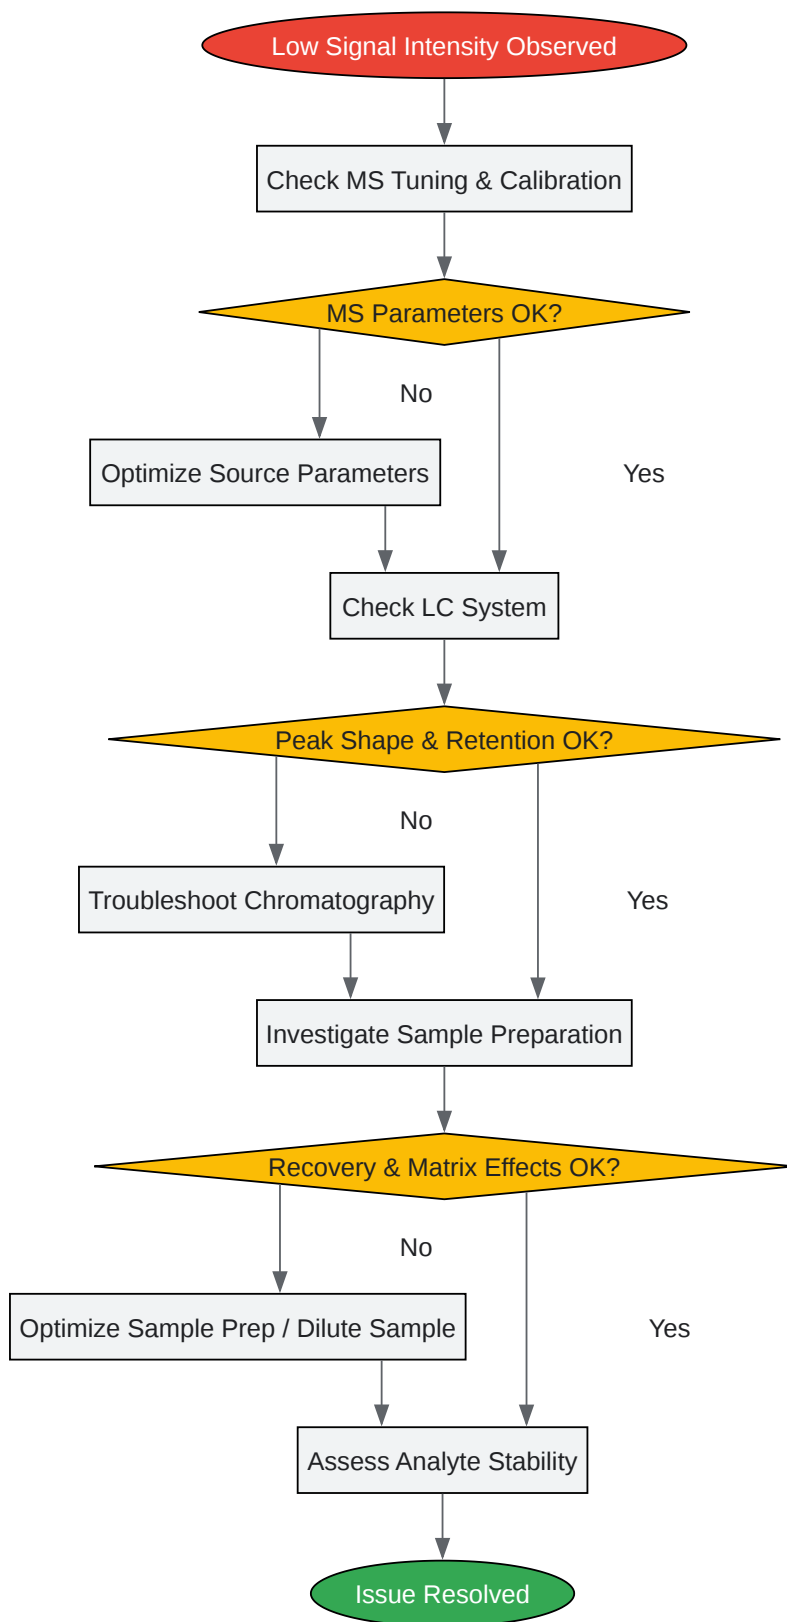 Low Signal Intensity Observed
Check MS Tuning & Calibration
MS Parameters OK?
No
Optimize Source Parameters
Yes
Check LC System
Peak Shape & Retention OK?
No
Troubleshoot Chromatography
Yes
Investigate Sample Preparation
Recovery & Matrix Effects OK?
No
Optimize Sample Prep / Dilute Sample
Yes
Assess Analyte Stability
Issue Resolved